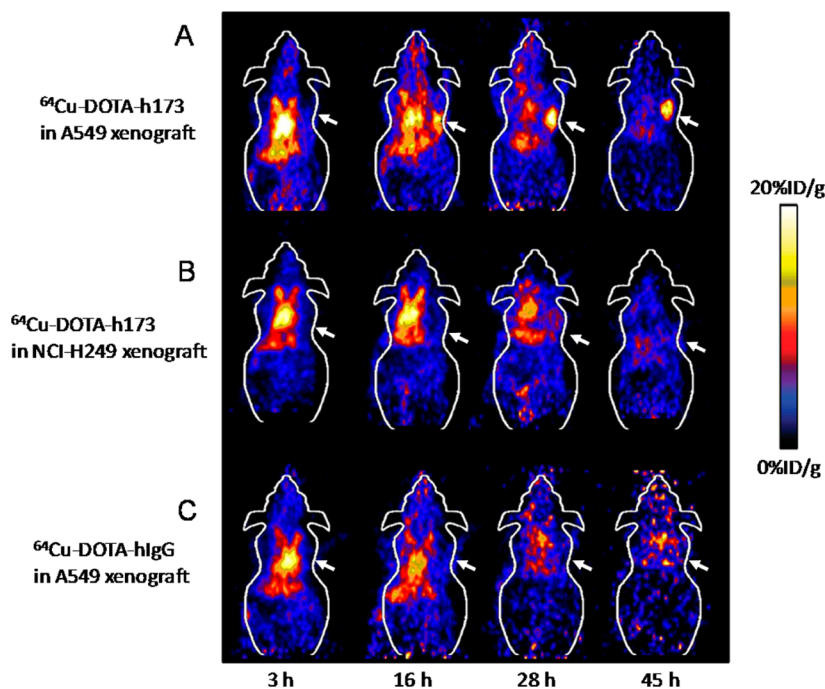 A
⁶⁴Cu-DOTA-h173
in A549 xenograft
20%ID/g
B
⁶⁴Cu-DOTA-h173
in NCI-H249 xenograft
0%ID/g
C
⁶⁴Cu-DOTA-hIgG
in A549 xenograft
3 h 16 h 28 h 45 h